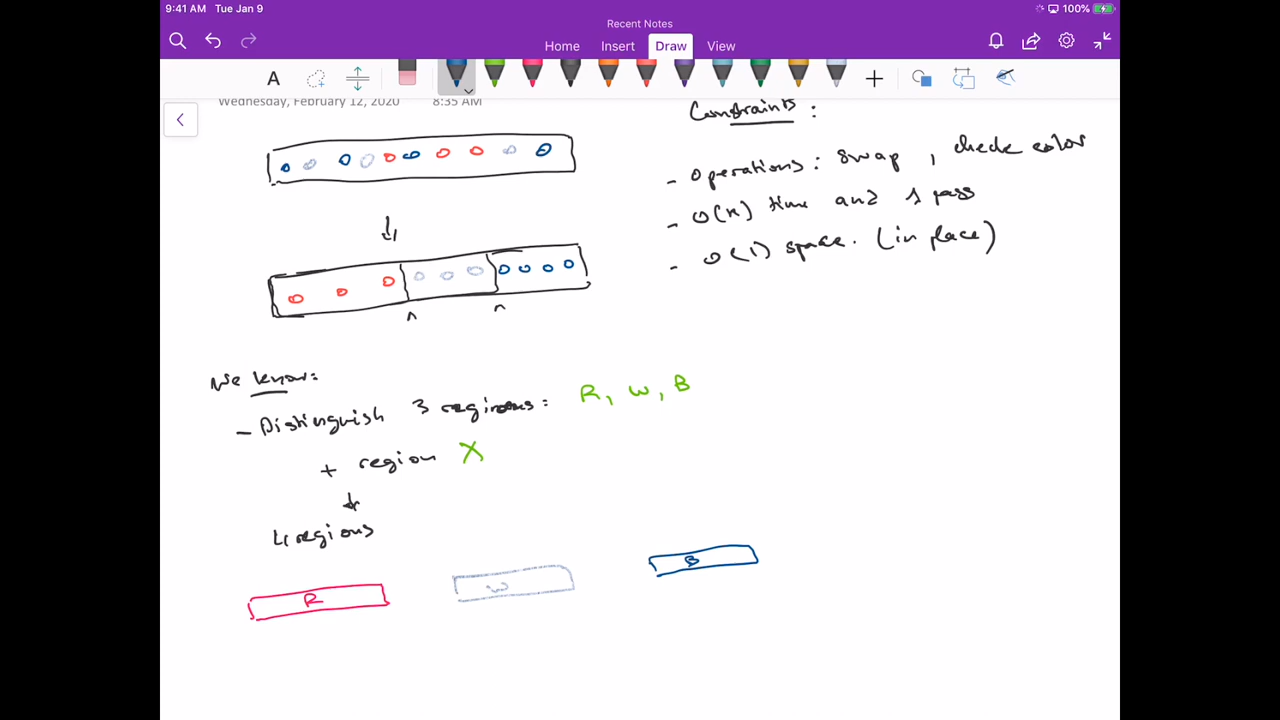 9:41 AM Tue Jan 9
100%
Recent Notes
Home Insert Draw View
A
Wednesday, February 12, 2020 8:35 AM
Constraints :
- operations : swap , check color
- O(n) time and 1 pass
- O(1) space. (in place)
We know:
- Distinguish 3 regions : R, W, B
+ region X
4 regions
R
W
B